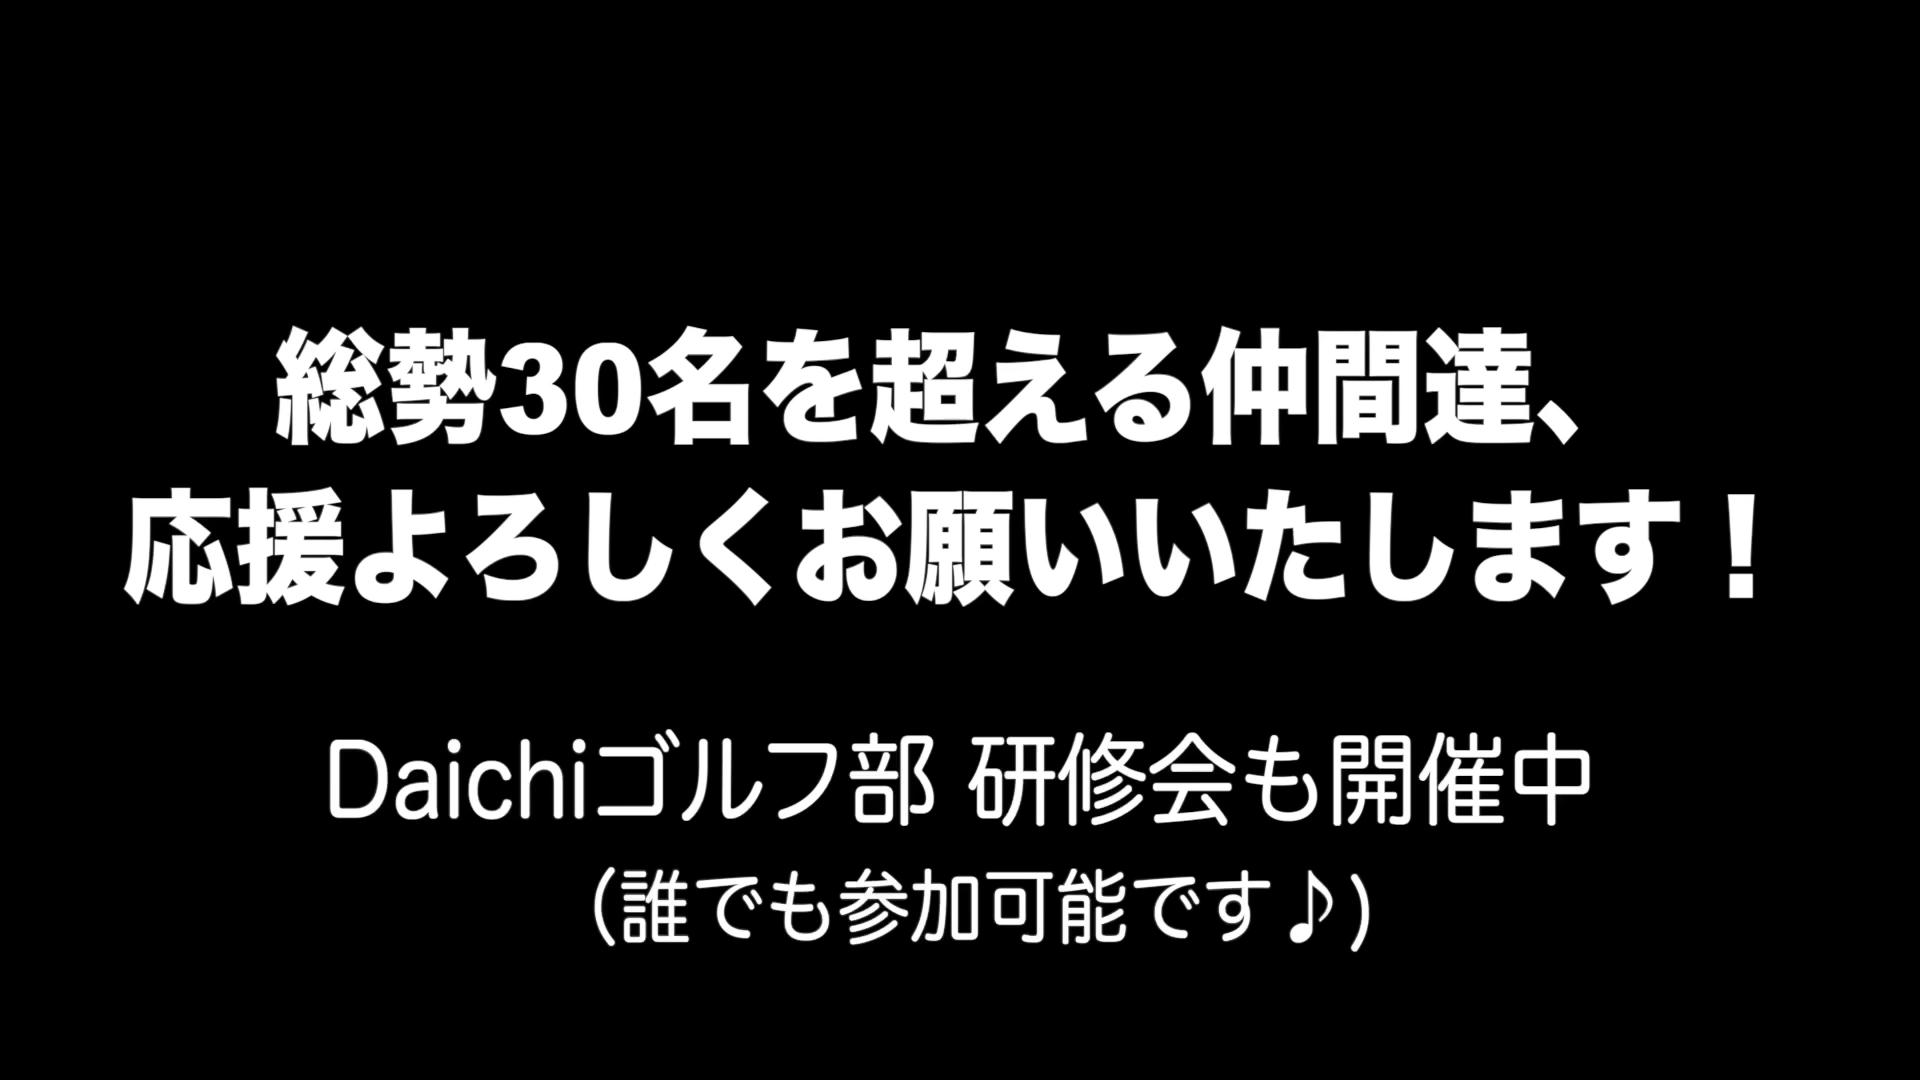 総勢30名を超える仲間達、
応援よろしくお願いいたします！
Daichiゴルフ部 研修会も開催中
（誰でも参加可能です♪）